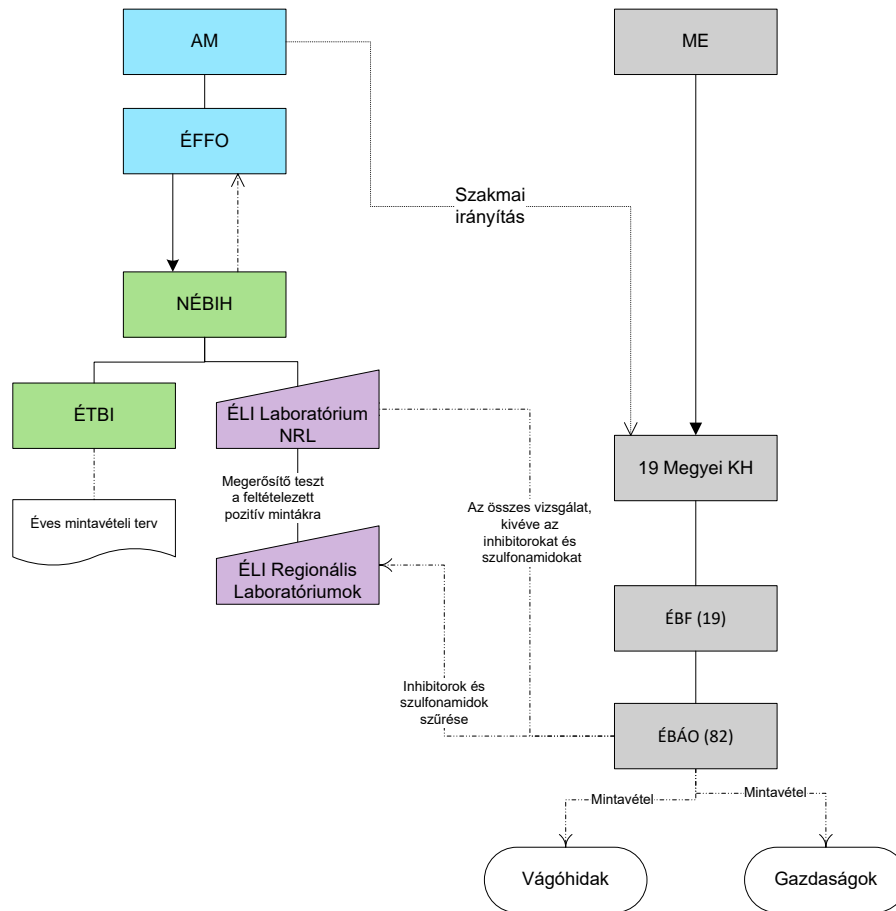 AM
ME
ÉFFO
Szakmai
irányítás
NÉBIH
ÉTBI
ÉLI Laboratórium
NRL
19 Megyei KH
Megerősítő teszt
a feltételezett
pozitív mintákra
Éves mintavételi terv
Az összes vizsgálat,
kivéve az
inhibitorokat és
szulfonamidokat
ÉLI Regionális
Laboratóriumok
ÉBF (19)
Inhibitorok és
szulfonamidok
szűrése
ÉBÁO (82)
Mintavétel
Mintavétel
Vágóhidak
Gazdaságok